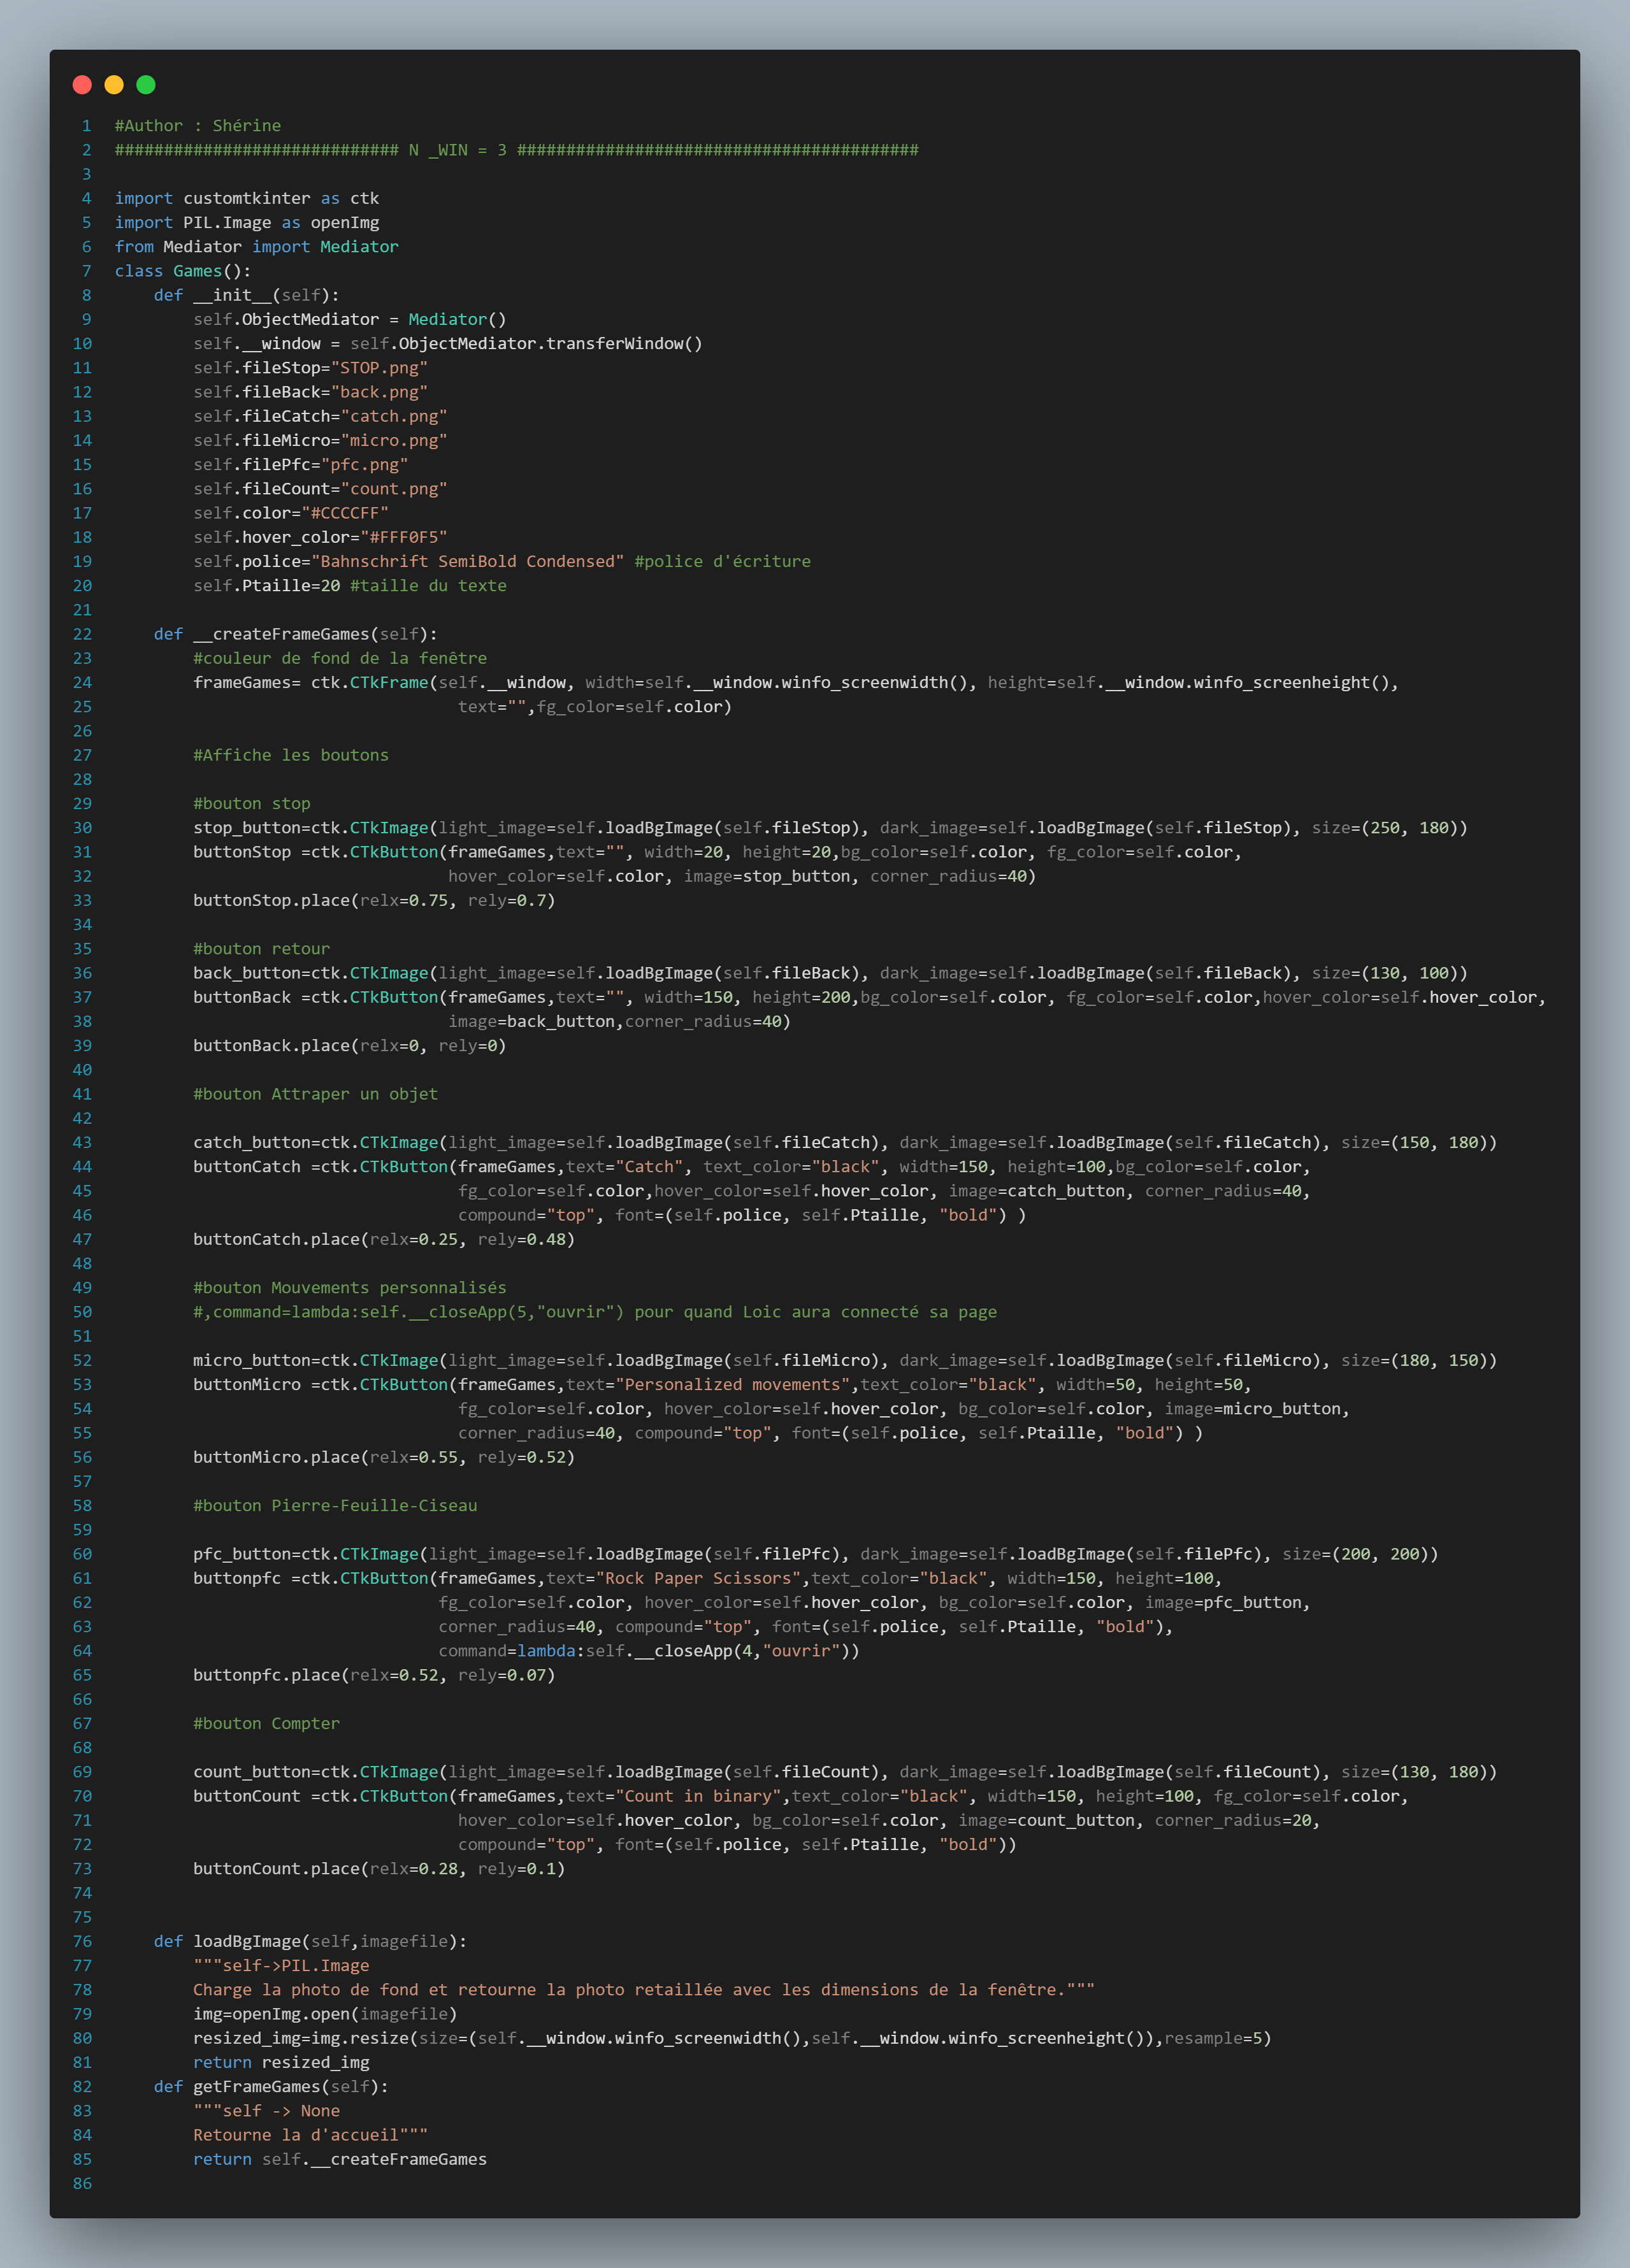 1 #Author : Shérine
2 ############################# N _WIN = 3 #########################################
3
4 import customtkinter as ctk
5 import PIL.Image as openImg
6 from Mediator import Mediator
7 class Games():
8     def __init__(self):
9         self.ObjectMediator = Mediator()
10         self.__window = self.ObjectMediator.transferWindow()
11         self.fileStop="STOP.png"
12         self.fileBack="back.png"
13         self.fileCatch="catch.png"
14         self.fileMicro="micro.png"
15         self.filePfc="pfc.png"
16         self.fileCount="count.png"
17         self.color="#CCCCFF"
18         self.hover_color="#FFF0F5"
19         self.police="Bahnschrift SemiBold Condensed" #police d'écriture
20         self.Ptaille=20 #taille du texte
21
22     def __createFrameGames(self):
23         #couleur de fond de la fenêtre
24         frameGames= ctk.CTkFrame(self.__window, width=self.__window.winfo_screenwidth(), height=self.__window.winfo_screenheight(),
25                                    text="",fg_color=self.color)
26
27         #Affiche les boutons
28
29         #bouton stop
30         stop_button=ctk.CTkImage(light_image=self.loadBgImage(self.fileStop), dark_image=self.loadBgImage(self.fileStop), size=(250, 180))
31         buttonStop =ctk.CTkButton(frameGames,text="", width=20, height=20,bg_color=self.color, fg_color=self.color,
32                                   hover_color=self.color, image=stop_button, corner_radius=40)
33         buttonStop.place(relx=0.75, rely=0.7)
34
35         #bouton retour
36         back_button=ctk.CTkImage(light_image=self.loadBgImage(self.fileBack), dark_image=self.loadBgImage(self.fileBack), size=(130, 100))
37         buttonBack =ctk.CTkButton(frameGames,text="", width=150, height=200,bg_color=self.color, fg_color=self.color,hover_color=self.hover_color,
38                                   image=back_button,corner_radius=40)
39         buttonBack.place(relx=0, rely=0)
40
41         #bouton Attraper un objet
42
43         catch_button=ctk.CTkImage(light_image=self.loadBgImage(self.fileCatch), dark_image=self.loadBgImage(self.fileCatch), size=(150, 180))
44         buttonCatch =ctk.CTkButton(frameGames,text="Catch", text_color="black", width=150, height=100,bg_color=self.color,
45                                    fg_color=self.color,hover_color=self.hover_color, image=catch_button, corner_radius=40,
46                                    compound="top", font=(self.police, self.Ptaille, "bold") )
47         buttonCatch.place(relx=0.25, rely=0.48)
48
49         #bouton Mouvements personnalisés
50         #,command=lambda:self.__closeApp(5,"ouvrir") pour quand Loic aura connecté sa page
51
52         micro_button=ctk.CTkImage(light_image=self.loadBgImage(self.fileMicro), dark_image=self.loadBgImage(self.fileMicro), size=(180, 150))
53         buttonMicro =ctk.CTkButton(frameGames,text="Personalized movements",text_color="black", width=50, height=50,
54                                    fg_color=self.color, hover_color=self.hover_color, bg_color=self.color, image=micro_button,
55                                    corner_radius=40, compound="top", font=(self.police, self.Ptaille, "bold") )
56         buttonMicro.place(relx=0.55, rely=0.52)
57
58         #bouton Pierre-Feuille-Ciseau
59
60         pfc_button=ctk.CTkImage(light_image=self.loadBgImage(self.filePfc), dark_image=self.loadBgImage(self.filePfc), size=(200, 200))
61         buttonpfc =ctk.CTkButton(frameGames,text="Rock Paper Scissors",text_color="black", width=150, height=100,
62                                  fg_color=self.color, hover_color=self.hover_color, bg_color=self.color, image=pfc_button,
63                                  corner_radius=40, compound="top", font=(self.police, self.Ptaille, "bold"),
64                                  command=lambda:self.__closeApp(4,"ouvrir"))
65         buttonpfc.place(relx=0.52, rely=0.07)
66
67         #bouton Compter
68
69         count_button=ctk.CTkImage(light_image=self.loadBgImage(self.fileCount), dark_image=self.loadBgImage(self.fileCount), size=(130, 180))
70         buttonCount =ctk.CTkButton(frameGames,text="Count in binary",text_color="black", width=150, height=100, fg_color=self.color,
71                                    hover_color=self.hover_color, bg_color=self.color, image=count_button, corner_radius=20,
72                                    compound="top", font=(self.police, self.Ptaille, "bold"))
73         buttonCount.place(relx=0.28, rely=0.1)
74
75
76     def loadBgImage(self,imagefile):
77         """self->PIL.Image
78         Charge la photo de fond et retourne la photo retaillée avec les dimensions de la fenêtre."""
79         img=openImg.open(imagefile)
80         resized_img=img.resize(size=(self.__window.winfo_screenwidth(),self.__window.winfo_screenheight()),resample=5)
81         return resized_img
82     def getFrameGames(self):
83         """self -> None
84         Retourne la d'accueil"""
85         return self.__createFrameGames
86